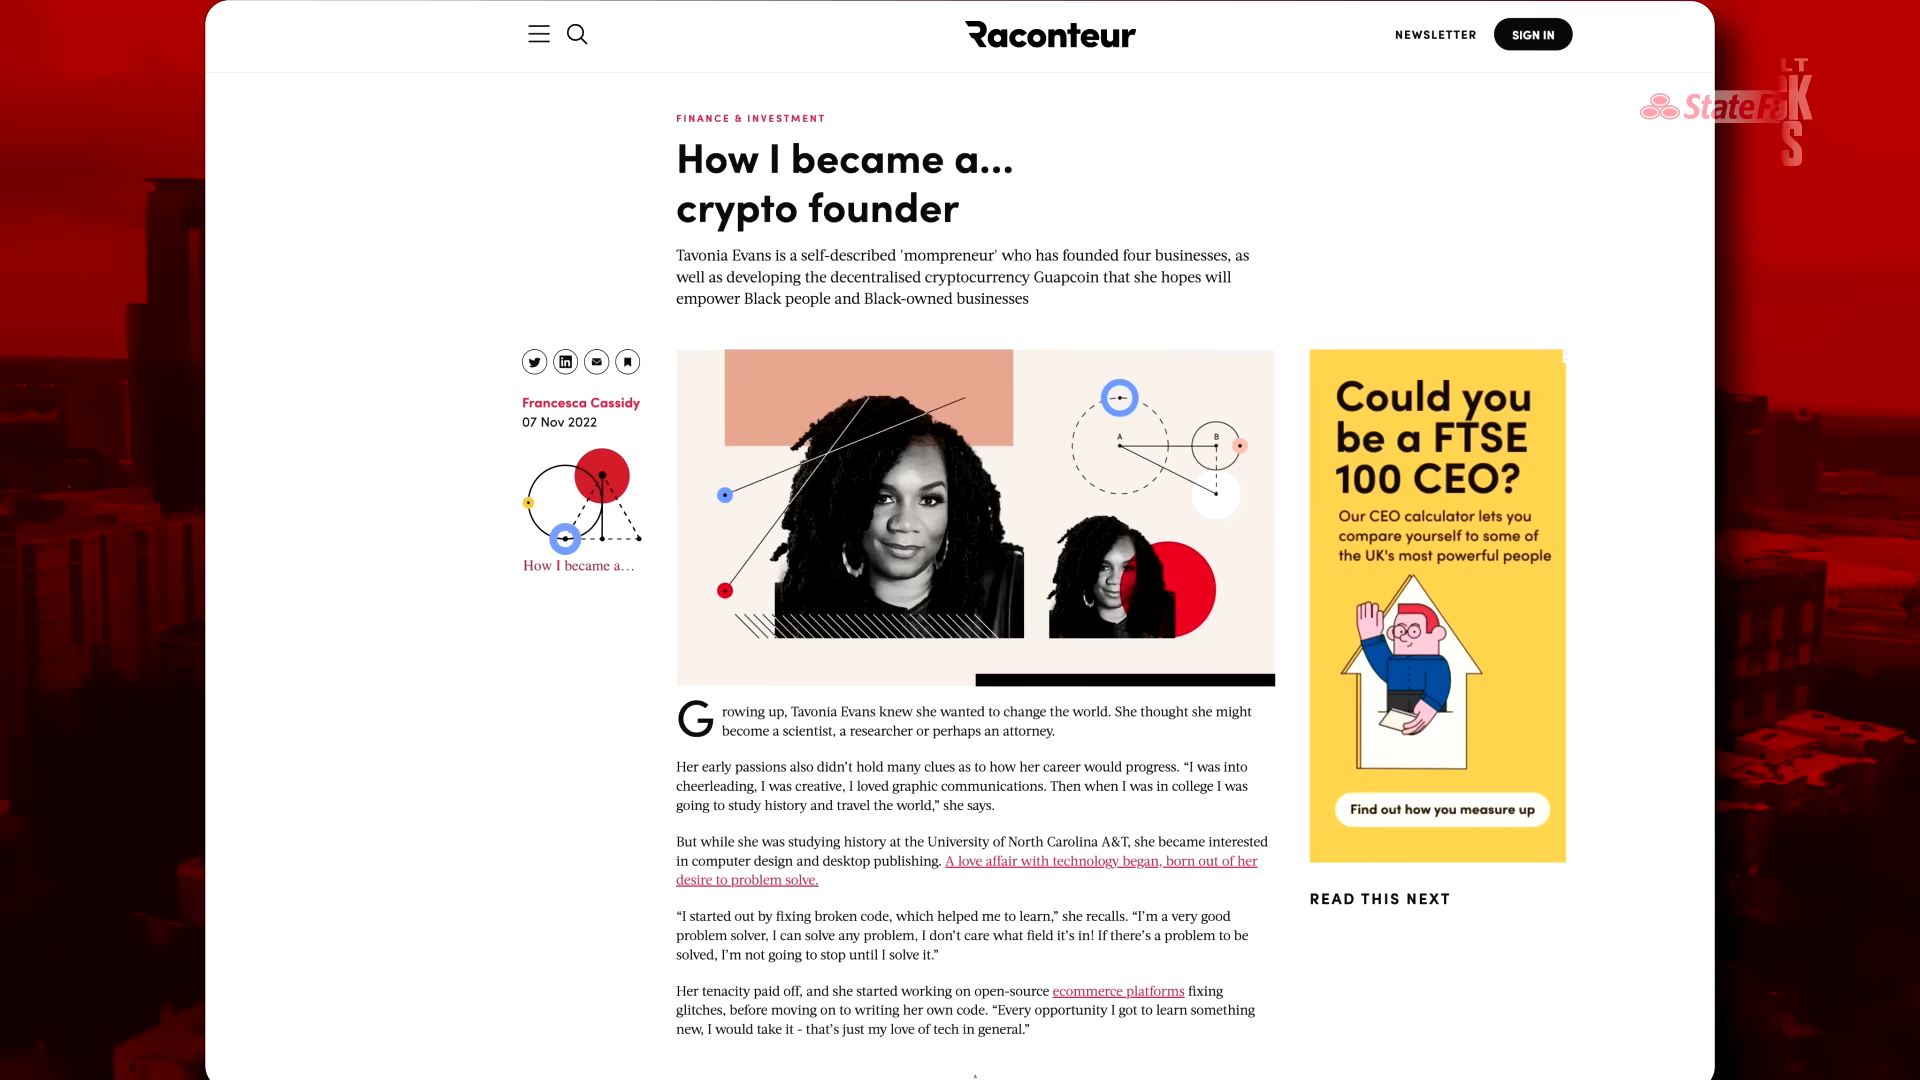 Raconteur
NEWSLETTER
SIGN IN
LT
K
S
StateFa
FINANCE & INVESTMENT
How I became a...
crypto founder
Tavonia Evans is a self-described 'mompreneur' who has founded four businesses, as
well as developing the decentralised cryptocurrency Guapcoin that she hopes will
empower Black people and Black-owned businesses
Francesca Cassidy
07 Nov 2022
How I became a…
A
B
Could you
be a FTSE
100 CEO?
Our CEO calculator lets you
compare yourself to some of
the UK's most powerful people
Find out how you measure up
READ THIS NEXT
Growing up, Tavonia Evans knew she wanted to change the world. She thought she might
become a scientist, a researcher or perhaps an attorney.
Her early passions also didn’t hold many clues as to how her career would progress. “I was into
cheerleading, I was creative, I loved graphic communications. Then when I was in college I was
going to study history and travel the world,” she says.
But while she was studying history at the University of North Carolina A&T, she became interested
in computer design and desktop publishing. A love affair with technology began, born out of her
desire to problem solve.
“I started out by fixing broken code, which helped me to learn,” she recalls. “I’m a very good
problem solver, I can solve any problem, I don’t care what field it’s in! If there’s a problem to be
solved, I’m not going to stop until I solve it.”
Her tenacity paid off, and she started working on open-source ecommerce platforms fixing
glitches, before moving on to writing her own code. “Every opportunity I got to learn something
new, I would take it - that’s just my love of tech in general.”